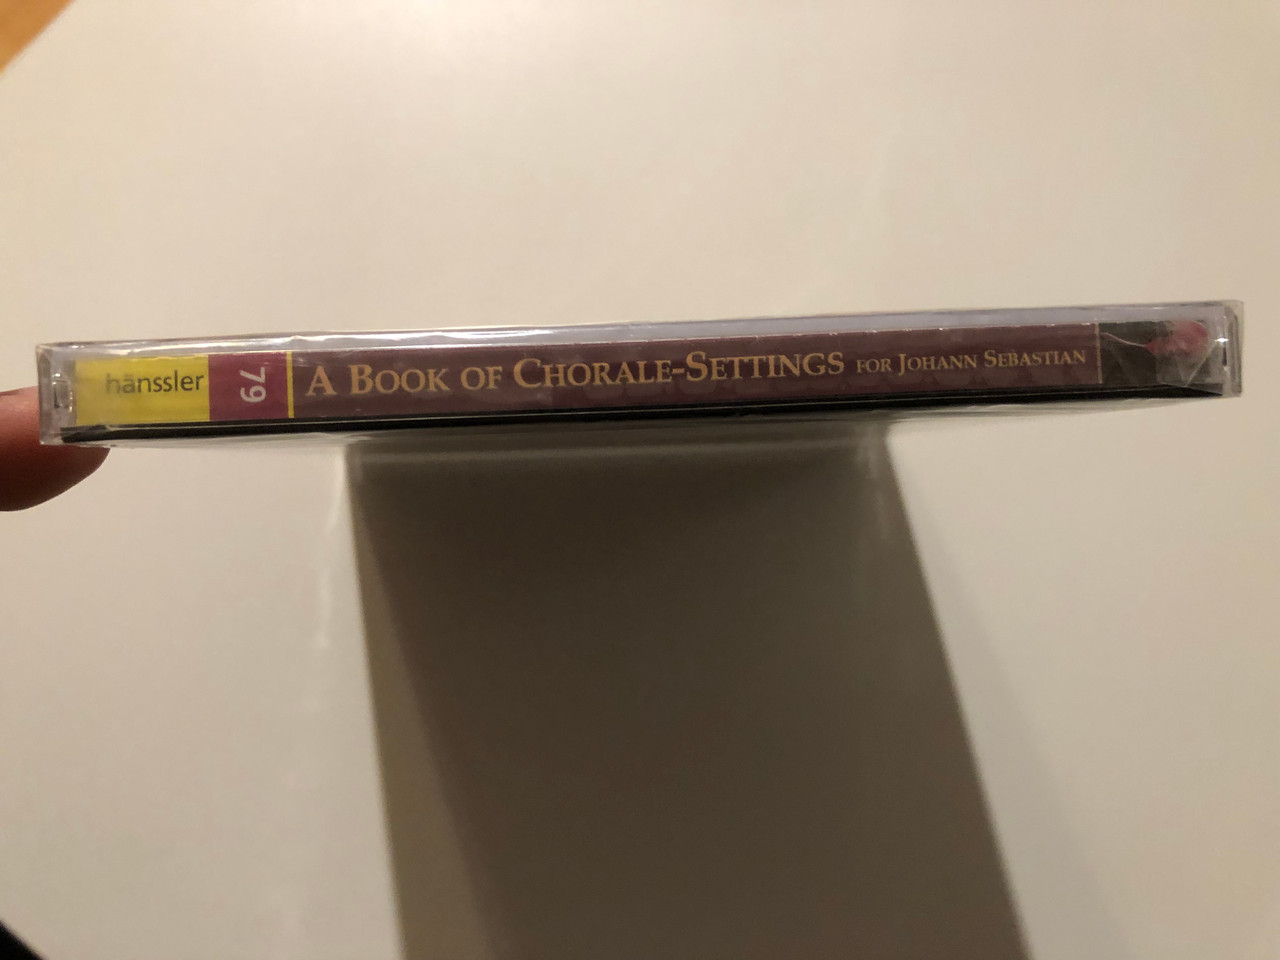 hänssler
79
A BOOK OF CHORALE-SETTINGS FOR JOHANN SEBASTIAN